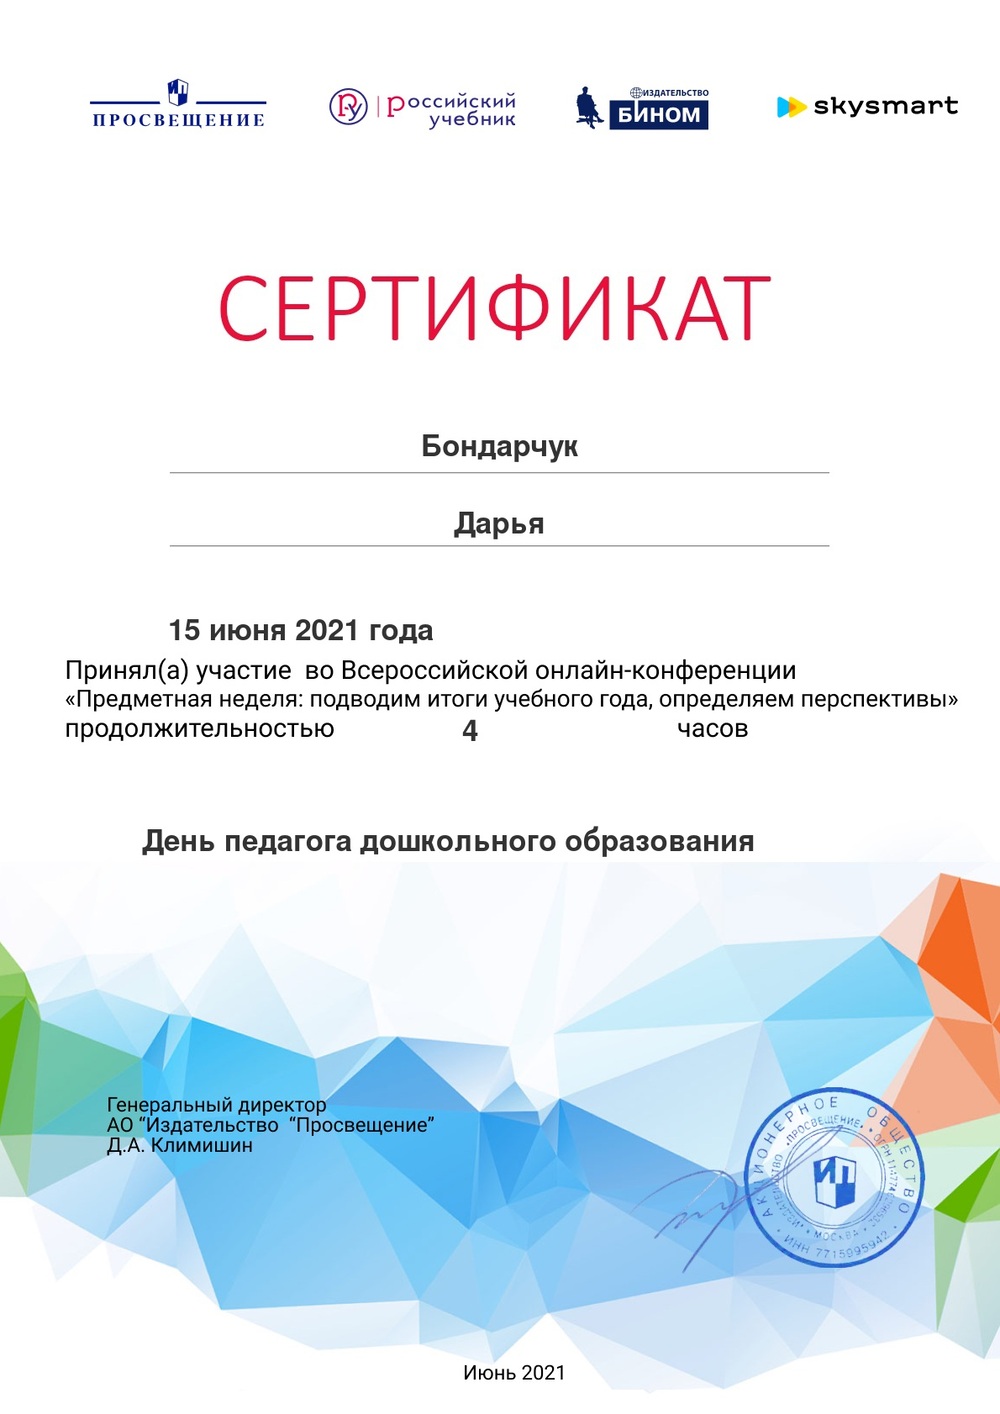 ПРОСВЕЩЕНИЕ
РУ российский учебник
ИЗДАТЕЛЬСТВО
БИНОМ
skysmart
СЕРТИФИКАТ
Бондарчук
Дарья
15 июня 2021 года
Принял(а) участие во Всероссийской онлайн-конференции
«Предметная неделя: подводим итоги учебного года, определяем перспективы»
продолжительностью 4 часов
День педагога дошкольного образования
Генеральный директор
АО “Издательство “Просвещение”
Д.А. Климишин
АКЦИОНЕРНОЕ ОБЩЕСТВО
ИЗДАТЕЛЬСТВО «ПРОСВЕЩЕНИЕ»
ИП
МОСКВА
ИНН 7715995942
Июнь 2021